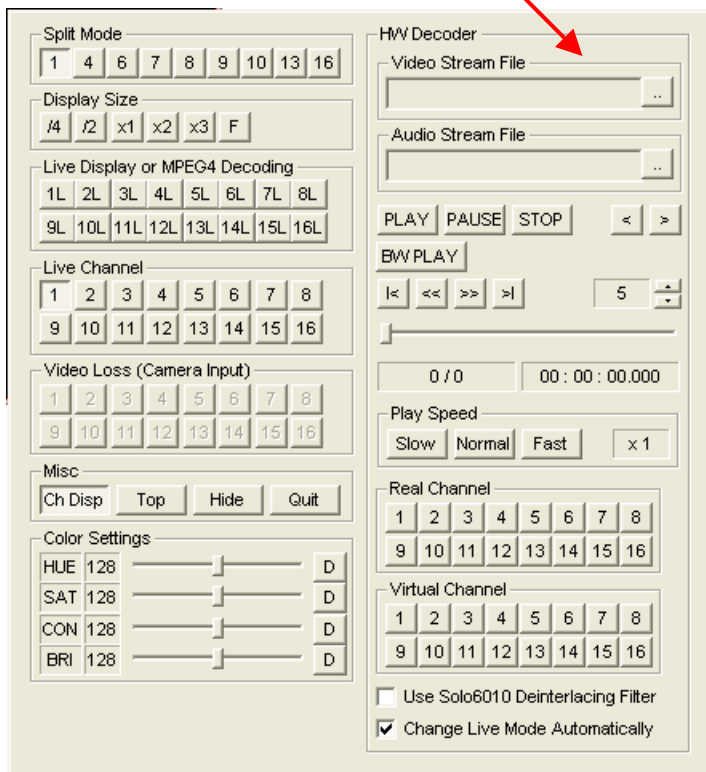 Split Mode
1 4 6 7 8 9 10 13 16
Display Size
/4 /2 x1 x2 x3 F
Live Display or MPEG4 Decoding
1L 2L 3L 4L 5L 6L 7L 8L
9L 10L 11L 12L 13L 14L 15L 16L
Live Channel
1 2 3 4 5 6 7 8
9 10 11 12 13 14 15 16
Video Loss (Camera Input)
1 2 3 4 5 6 7 8
9 10 11 12 13 14 15 16
Misc
Ch Disp Top Hide Quit
Color Settings
HUE 128 D
SAT 128 D
CON 128 D
BRI 128 D
HW Decoder
Video Stream File
..
Audio Stream File
..
PLAY PAUSE STOP < >
BW PLAY
|< << >> >| 5
0 / 0 00 : 00 : 00.000
Play Speed
Slow Normal Fast x 1
Real Channel
1 2 3 4 5 6 7 8
9 10 11 12 13 14 15 16
Virtual Channel
1 2 3 4 5 6 7 8
9 10 11 12 13 14 15 16
Use Solo6010 Deinterlacing Filter
Change Live Mode Automatically